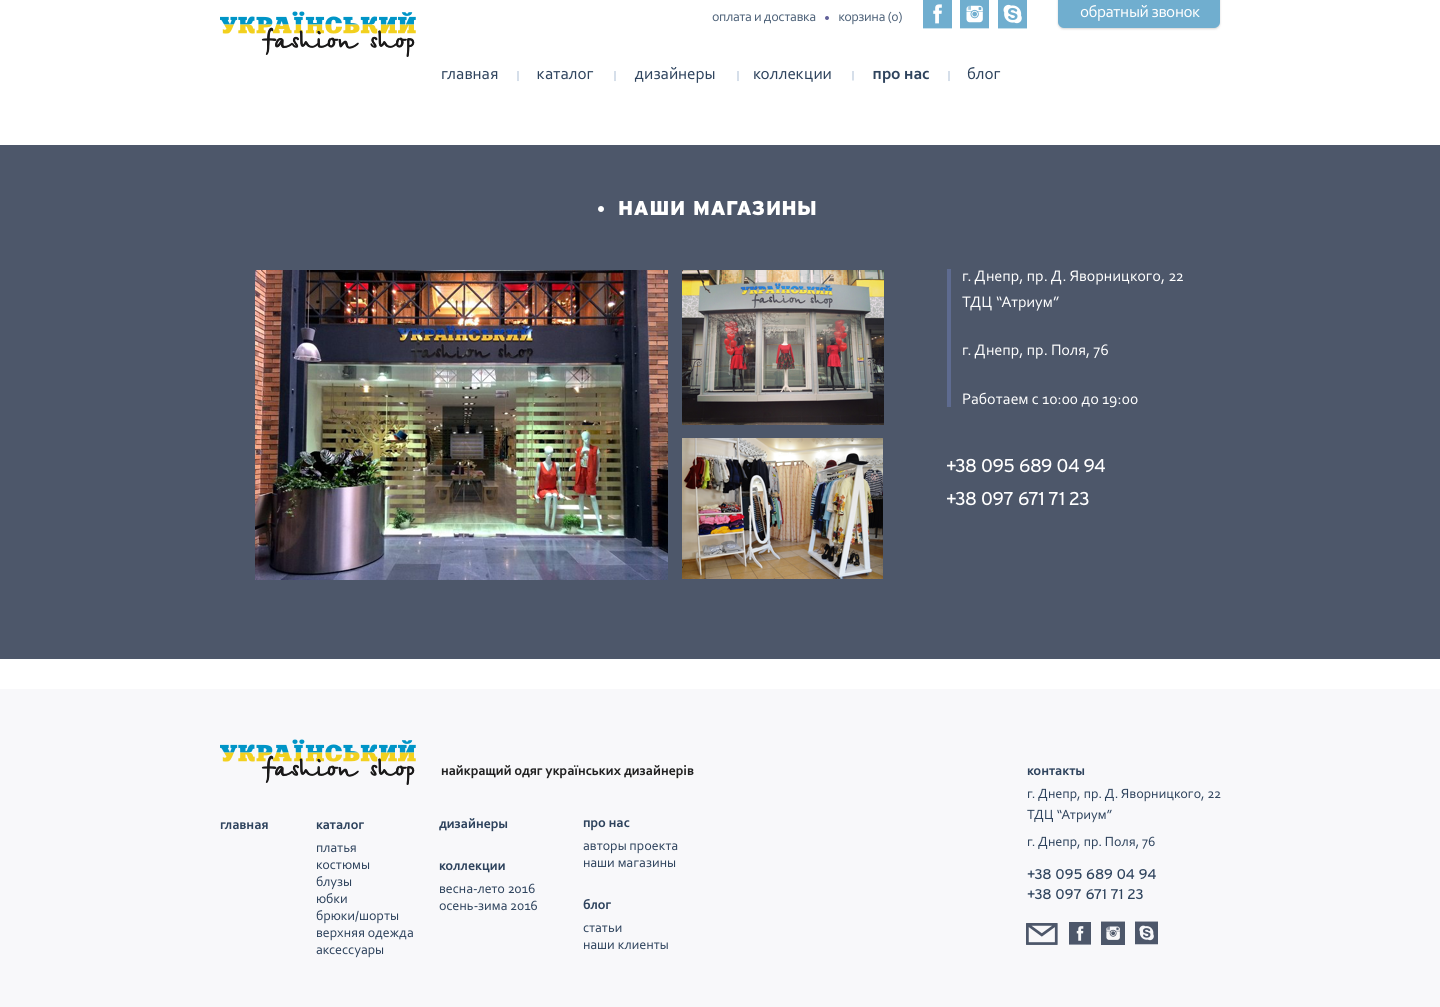 УКРАЇНСЬКИЙ
fashion shop
оплата и доставка • корзина (0)
обратный звонок
главная | каталог | дизайнеры | коллекции | про нас | блог
• НАШИ МАГАЗИНЫ
УКРАЇНСЬКИЙ
fashion shop
УКРАЇНСЬКИЙ
fashion shop
г. Днепр, пр. Д. Яворницкого, 22
ТДЦ “Атриум”
г. Днепр, пр. Поля, 76
Работаем с 10:00 до 19:00
+38 095 689 04 94
+38 097 671 71 23
УКРАЇНСЬКИЙ
fashion shop
найкращий одяг українських дизайнерів
главная
каталог
платья
костюмы
блузы
юбки
брюки/шорты
верхняя одежда
аксессуары
дизайнеры
коллекции
весна-лето 2016
осень-зима 2016
про нас
авторы проекта
наши магазины
блог
статьи
наши клиенты
контакты
г. Днепр, пр. Д. Яворницкого, 22
ТДЦ “Атриум”
г. Днепр, пр. Поля, 76
+38 095 689 04 94
+38 097 671 71 23